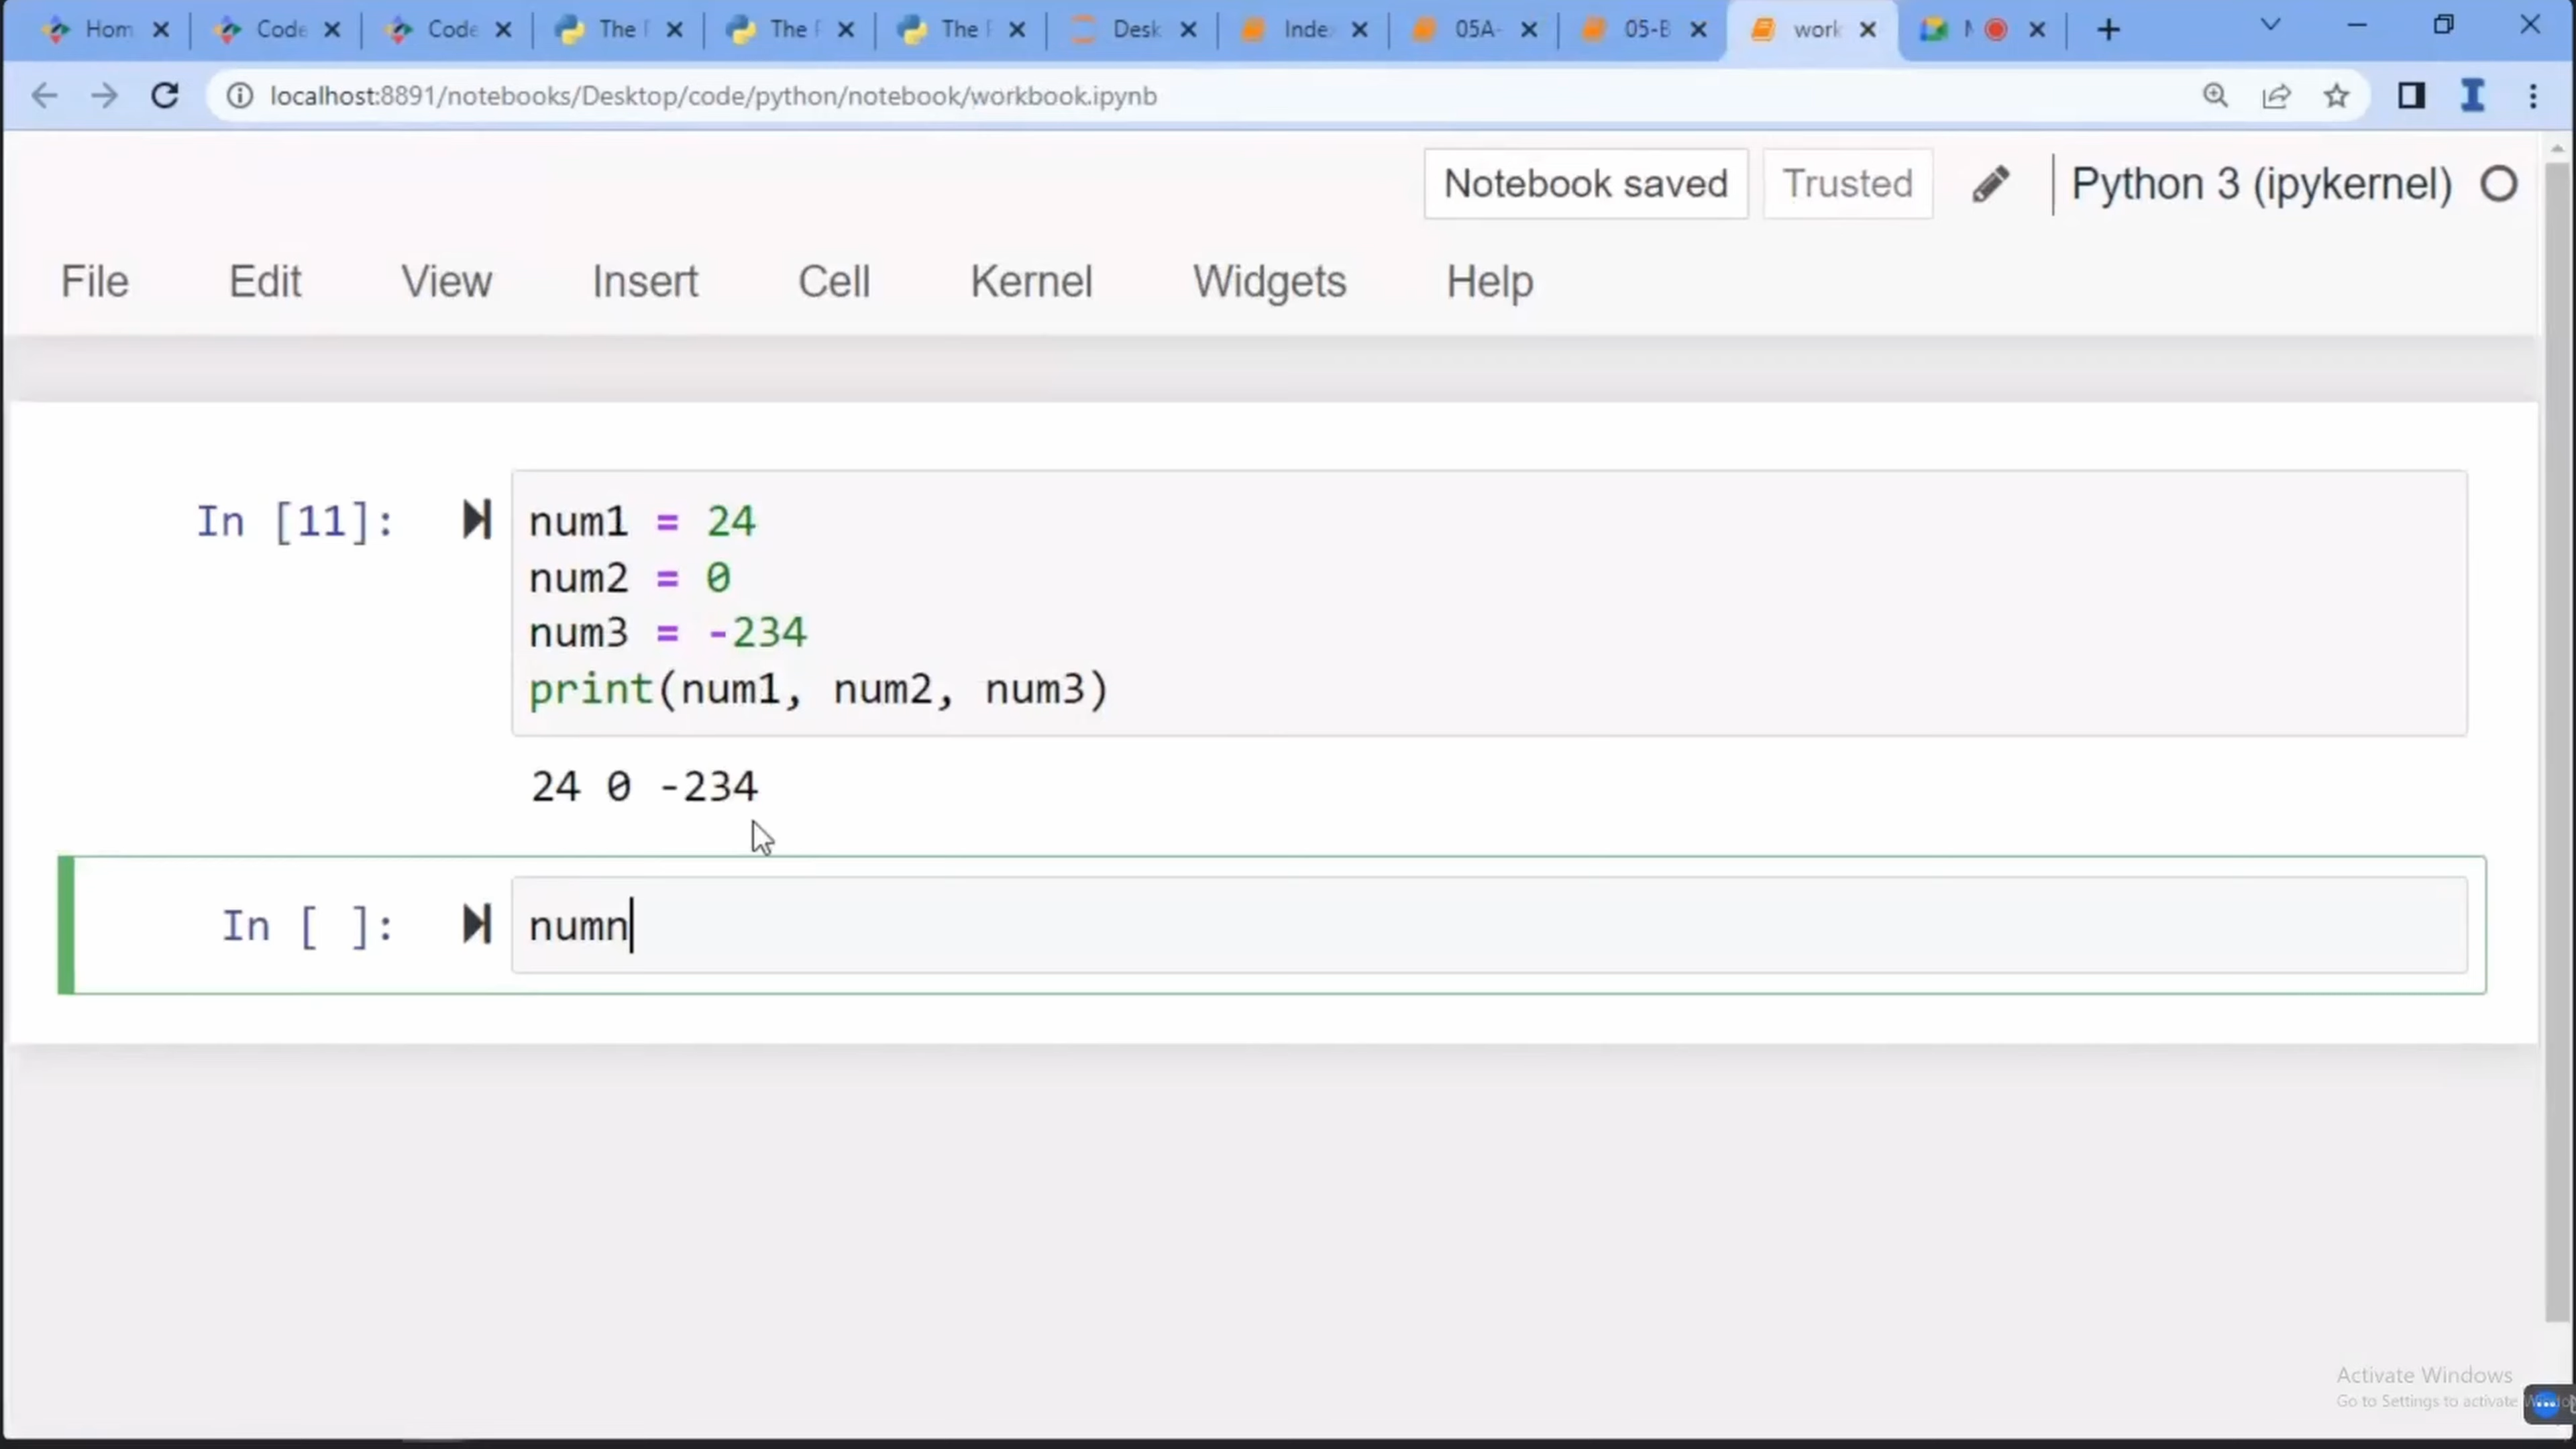 Hom Code Code The The The Desk Inde 05A- 05-B work
localhost:8891/notebooks/Desktop/code/python/notebook/workbook.ipynb
Notebook saved Trusted Python 3 (ipykernel)
File Edit View Insert Cell Kernel Widgets Help
In [11]: num1 = 24
num2 = 0
num3 = -234
print(num1, num2, num3)
24 0 -234
In [ ]: numn
Activate Windows
Go to Settings to activate